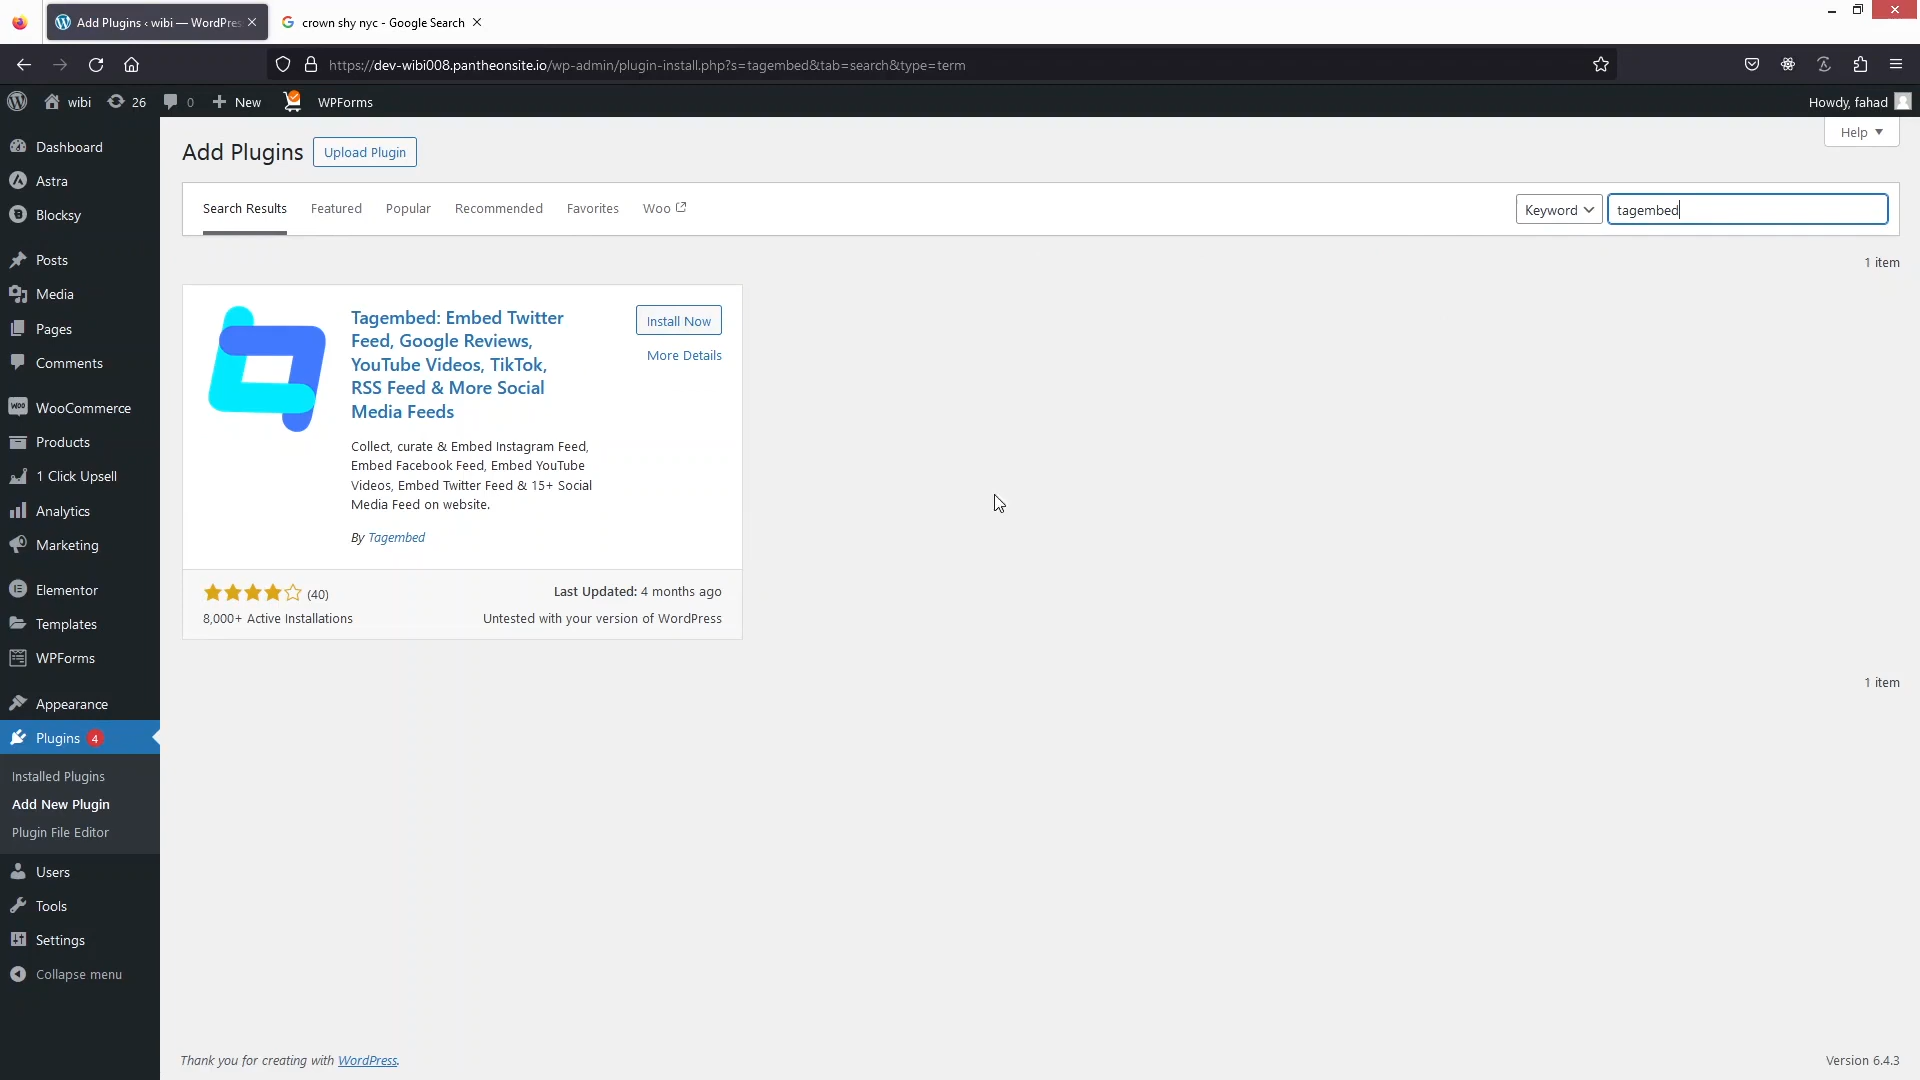 Add Plugins ‹ wibi — WordPres
crown shy nyc - Google Search
https://dev-wibi008.pantheonsite.io/wp-admin/plugin-install.php?s=tagembed&tab=search&type=term
wibi
26
0
New
WPForms
Howdy, fahad
Help
Dashboard
Astra
Blocksy
Posts
Media
Pages
Comments
WooCommerce
Products
1 Click Upsell
Analytics
Marketing
Elementor
Templates
WPForms
Appearance
Plugins 4
Installed Plugins
Add New Plugin
Plugin File Editor
Users
Tools
Settings
Collapse menu
Add Plugins
Upload Plugin
Search Results
Featured
Popular
Recommended
Favorites
Woo
Keyword
tagembed
1 item
Tagembed: Embed Twitter
Feed, Google Reviews,
YouTube Videos, TikTok,
RSS Feed & More Social
Media Feeds
Install Now
More Details
Collect, curate & Embed Instagram Feed,
Embed Facebook Feed, Embed YouTube
Videos, Embed Twitter Feed & 15+ Social
Media Feed on website.
By Tagembed
(40)
8,000+ Active Installations
Last Updated: 4 months ago
Untested with your version of WordPress
1 item
Thank you for creating with WordPress.
Version 6.4.3